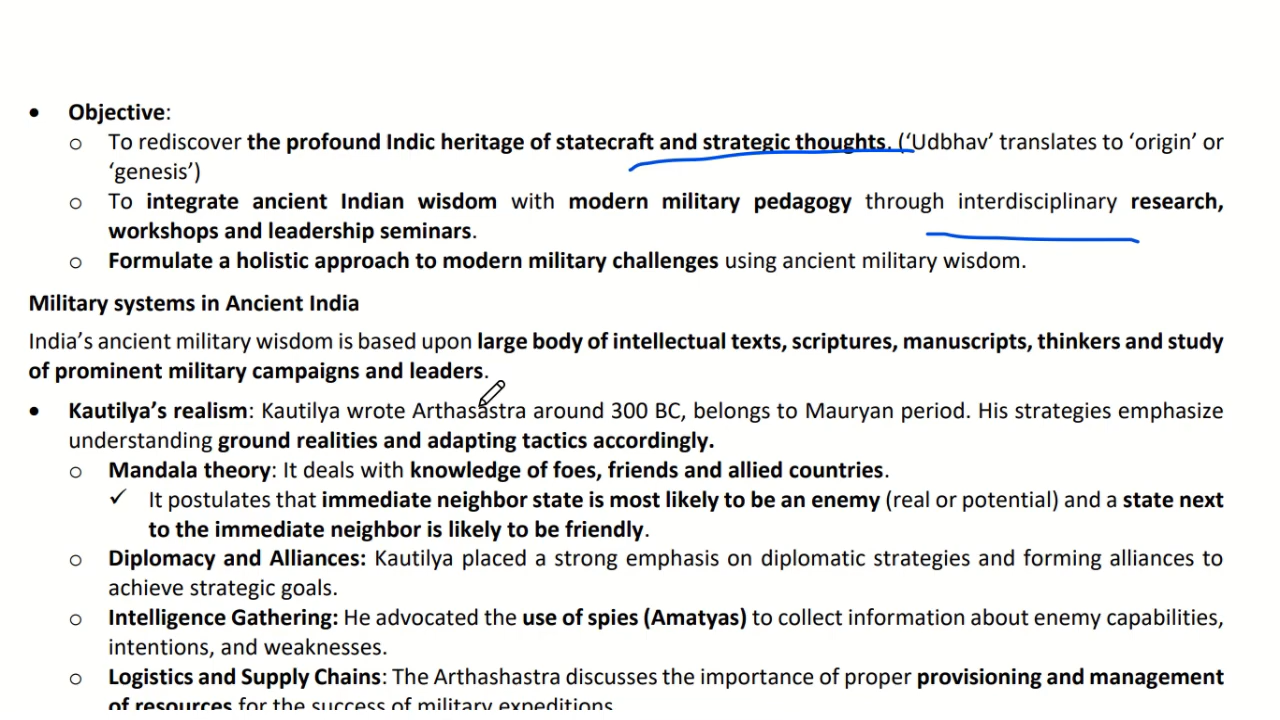 • Objective:
o To rediscover the profound Indic heritage of statecraft and strategic thoughts. (‘Udbhav’ translates to ‘origin’ or
‘genesis’)
o To integrate ancient Indian wisdom with modern military pedagogy through interdisciplinary research,
workshops and leadership seminars.
o Formulate a holistic approach to modern military challenges using ancient military wisdom.
Military systems in Ancient India
India’s ancient military wisdom is based upon large body of intellectual texts, scriptures, manuscripts, thinkers and study
of prominent military campaigns and leaders.
• Kautilya’s realism: Kautilya wrote Arthasastra around 300 BC, belongs to Mauryan period. His strategies emphasize
understanding ground realities and adapting tactics accordingly.
o Mandala theory: It deals with knowledge of foes, friends and allied countries.
✓ It postulates that immediate neighbor state is most likely to be an enemy (real or potential) and a state next
to the immediate neighbor is likely to be friendly.
o Diplomacy and Alliances: Kautilya placed a strong emphasis on diplomatic strategies and forming alliances to
achieve strategic goals.
o Intelligence Gathering: He advocated the use of spies (Amatyas) to collect information about enemy capabilities,
intentions, and weaknesses.
o Logistics and Supply Chains: The Arthashastra discusses the importance of proper provisioning and management
of resources for the success of military expeditions.